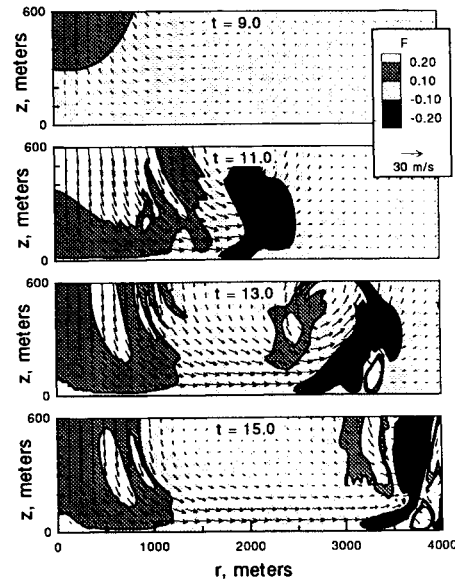 600
z, meters
0
t = 9.0
F
0.20
0.10
-0.10
-0.20
30 m/s
600
z, meters
0
t = 11.0
600
z, meters
0
t = 13.0
600
z, meters
0
t = 15.0
0 1000 2000 3000 4000
r, meters